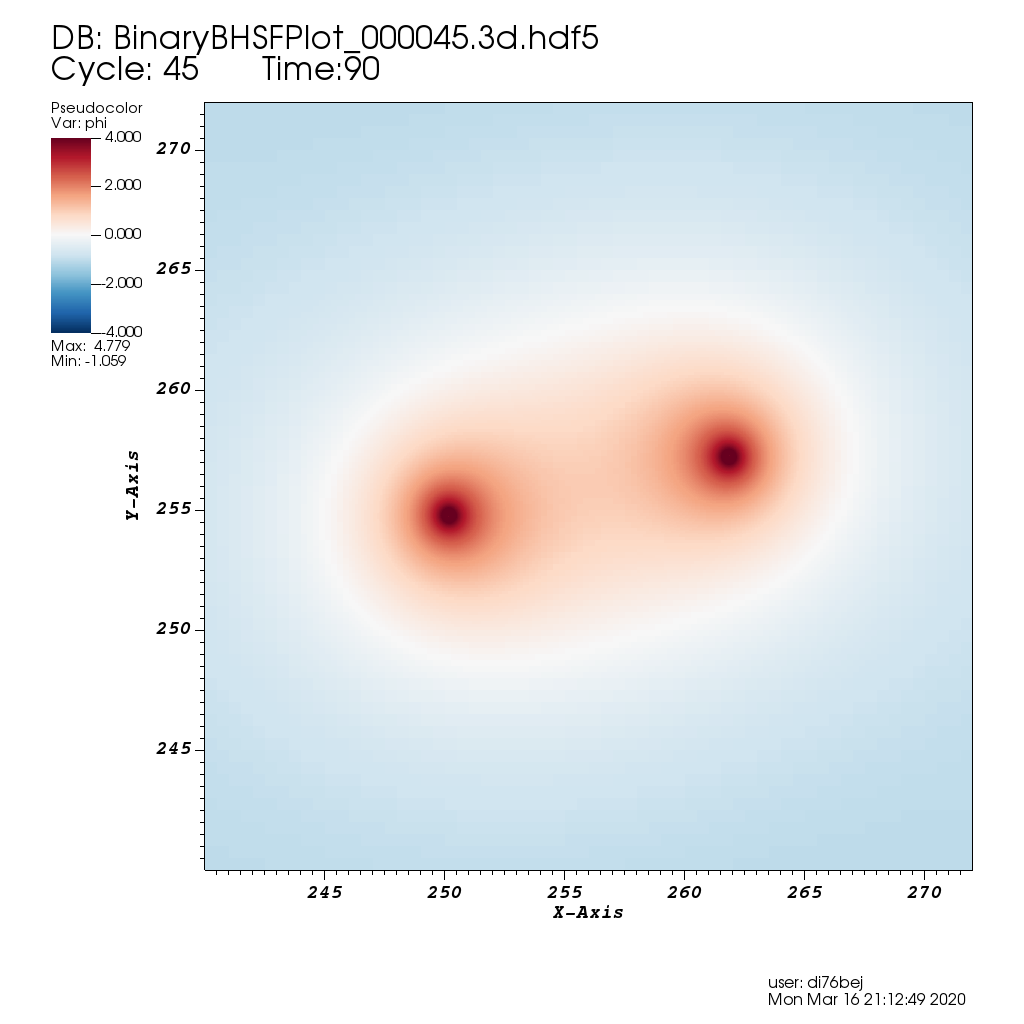 DB: BinaryBHSFPlot_000045.3d.hdf5
Cycle: 45 Time:90
Pseudocolor
Var: phi
4.000
2.000
0.000
-2.000
-4.000
Max: 4.779
Min: -1.059
270
265
260
255
250
245
Y-Axis
245 250 255 260 265 270
X-Axis
user: di76bej
Mon Mar 16 21:12:49 2020